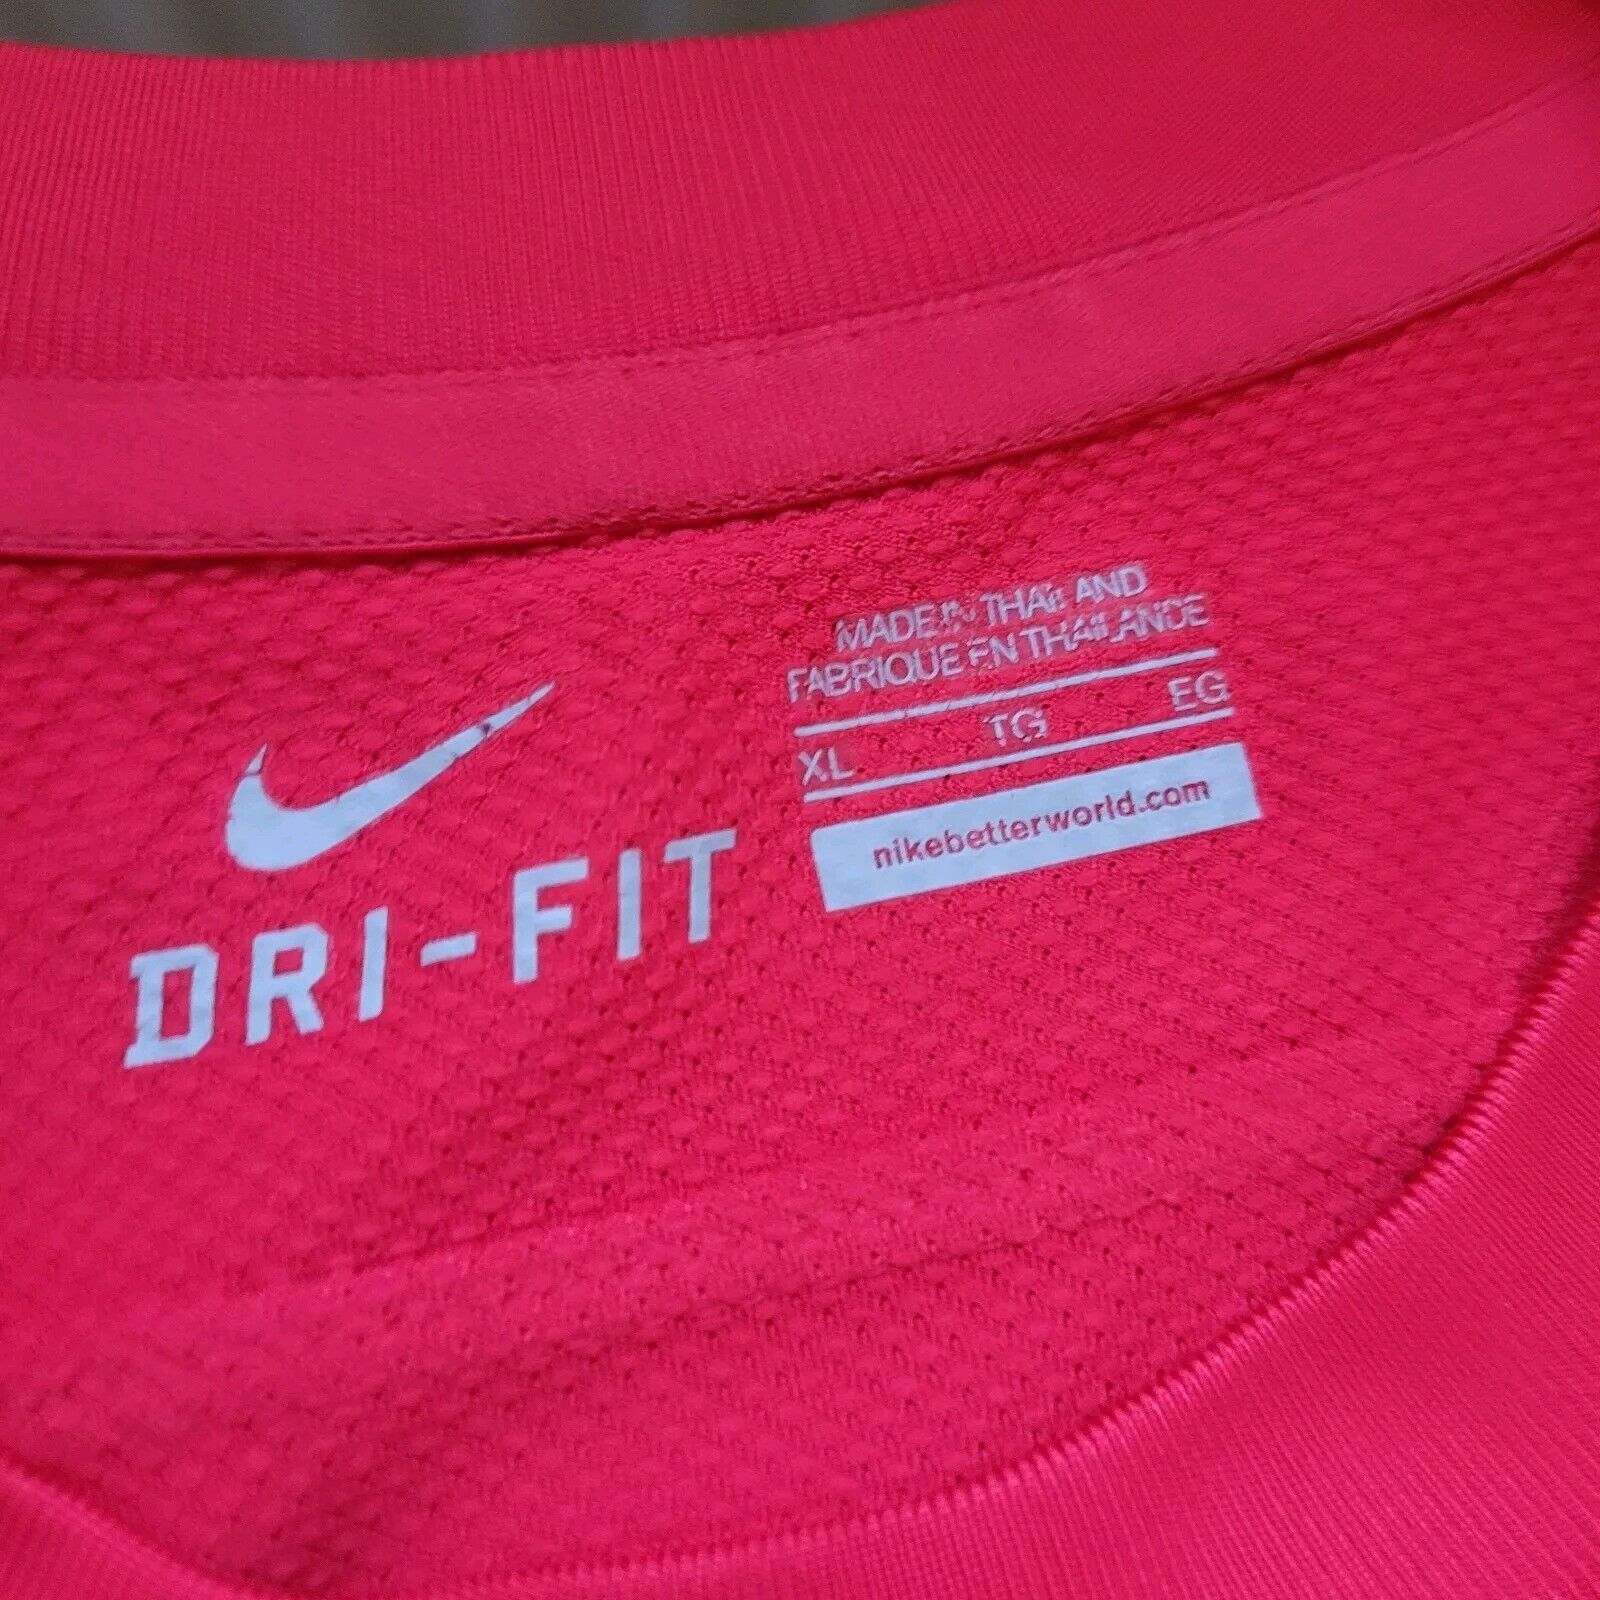 MADE IN THAILAND
FABRIQUE EN THAILANDE
XL TG EG
nikebetterworld.com
DRI-FIT